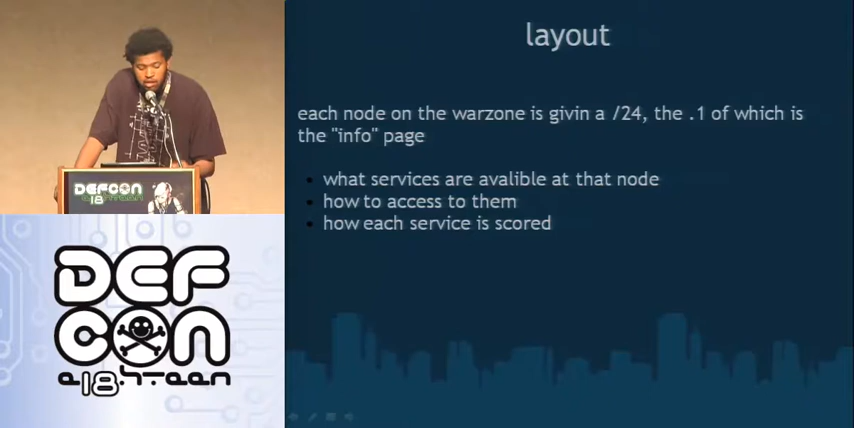 layout
each node on the warzone is givin a /24, the .1 of which is
the "info" page
what services are avalible at that node
how to access to them
how each service is scored
DEFCON
18
DEF
CON
e18hteen